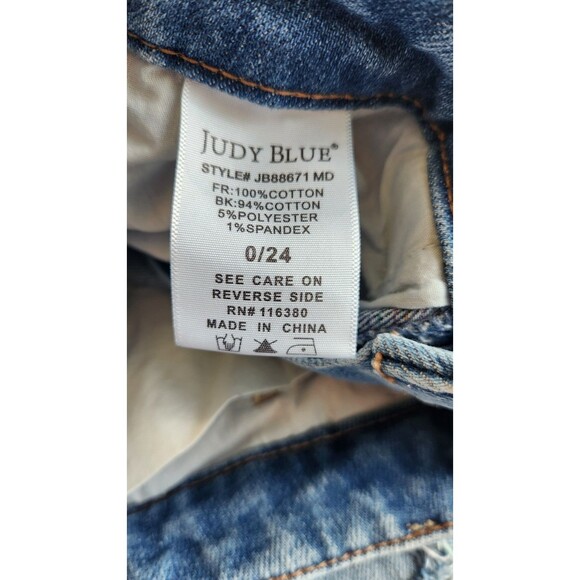 JUDY BLUE®
STYLE# JB88671 MD
FR:100%COTTON
BK:94%COTTON
5%POLYESTER
1%SPANDEX
0/24
SEE CARE ON
REVERSE SIDE
RN# 116380
MADE IN CHINA